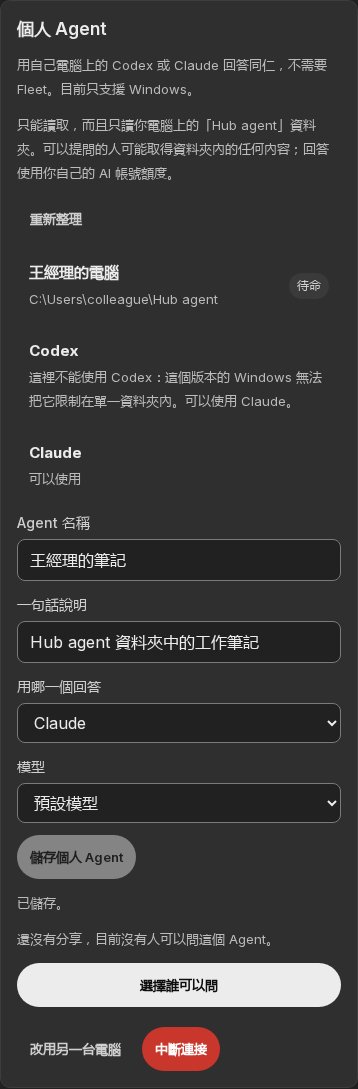 個人 Agent
用自己電腦上的 Codex 或 Claude 回答同仁，不需要
Fleet。目前只支援 Windows。
只能讀取，而且只讀你電腦上的「Hub agent」資料
夾。可以提問的人可能取得資料夾內的任何內容；回答
使用你自己的 AI 帳號額度。
重新整理
王經理的電腦
待命
C:\Users\colleague\Hub agent
Codex
這裡不能使用 Codex：這個版本的 Windows 無法
把它限制在單一資料夾內。可以使用 Claude。
Claude
可以使用
Agent 名稱
王經理的筆記
一句話說明
Hub agent 資料夾中的工作筆記
用哪一個回答
Claude
模型
預設模型
儲存個人 Agent
已儲存。
還沒有分享，目前沒有人可以問這個 Agent。
選擇誰可以問
改用另一台電腦
中斷連接